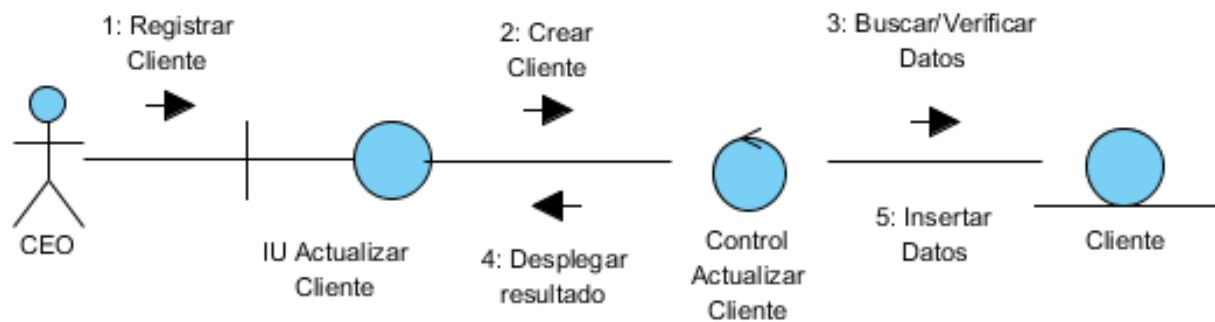 1: Registrar
Cliente
2: Crear
Cliente
3: Buscar/Verificar
Datos
CEO
IU Actualizar
Cliente
4: Desplegar
resultado
Control
Actualizar
Cliente
5: Insertar
Datos
Cliente